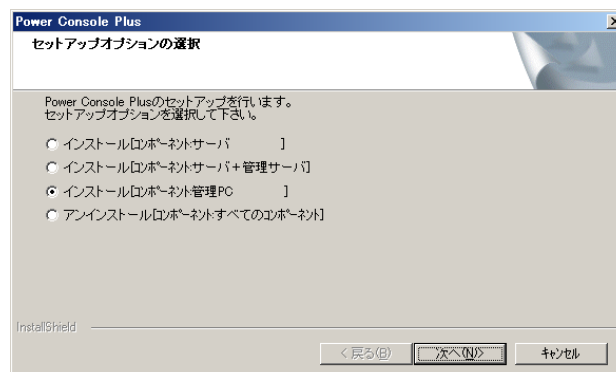 Power Console Plus
セットアップオプションの選択
Power Console Plusのセットアップを行います。
セットアップオプションを選択して下さい。
インストール[ｺﾝﾎﾟｰﾈﾝﾄ:サーバ ]
インストール[ｺﾝﾎﾟｰﾈﾝﾄ:サーバ+管理サーバ]
インストール[ｺﾝﾎﾟｰﾈﾝﾄ:管理PC ]
アンインストール[ｺﾝﾎﾟｰﾈﾝﾄ:すべてのｺﾝﾎﾟｰﾈﾝﾄ]
InstallShield
< 戻る(B) 次へ(N)> ｷｬﾝｾﾙ